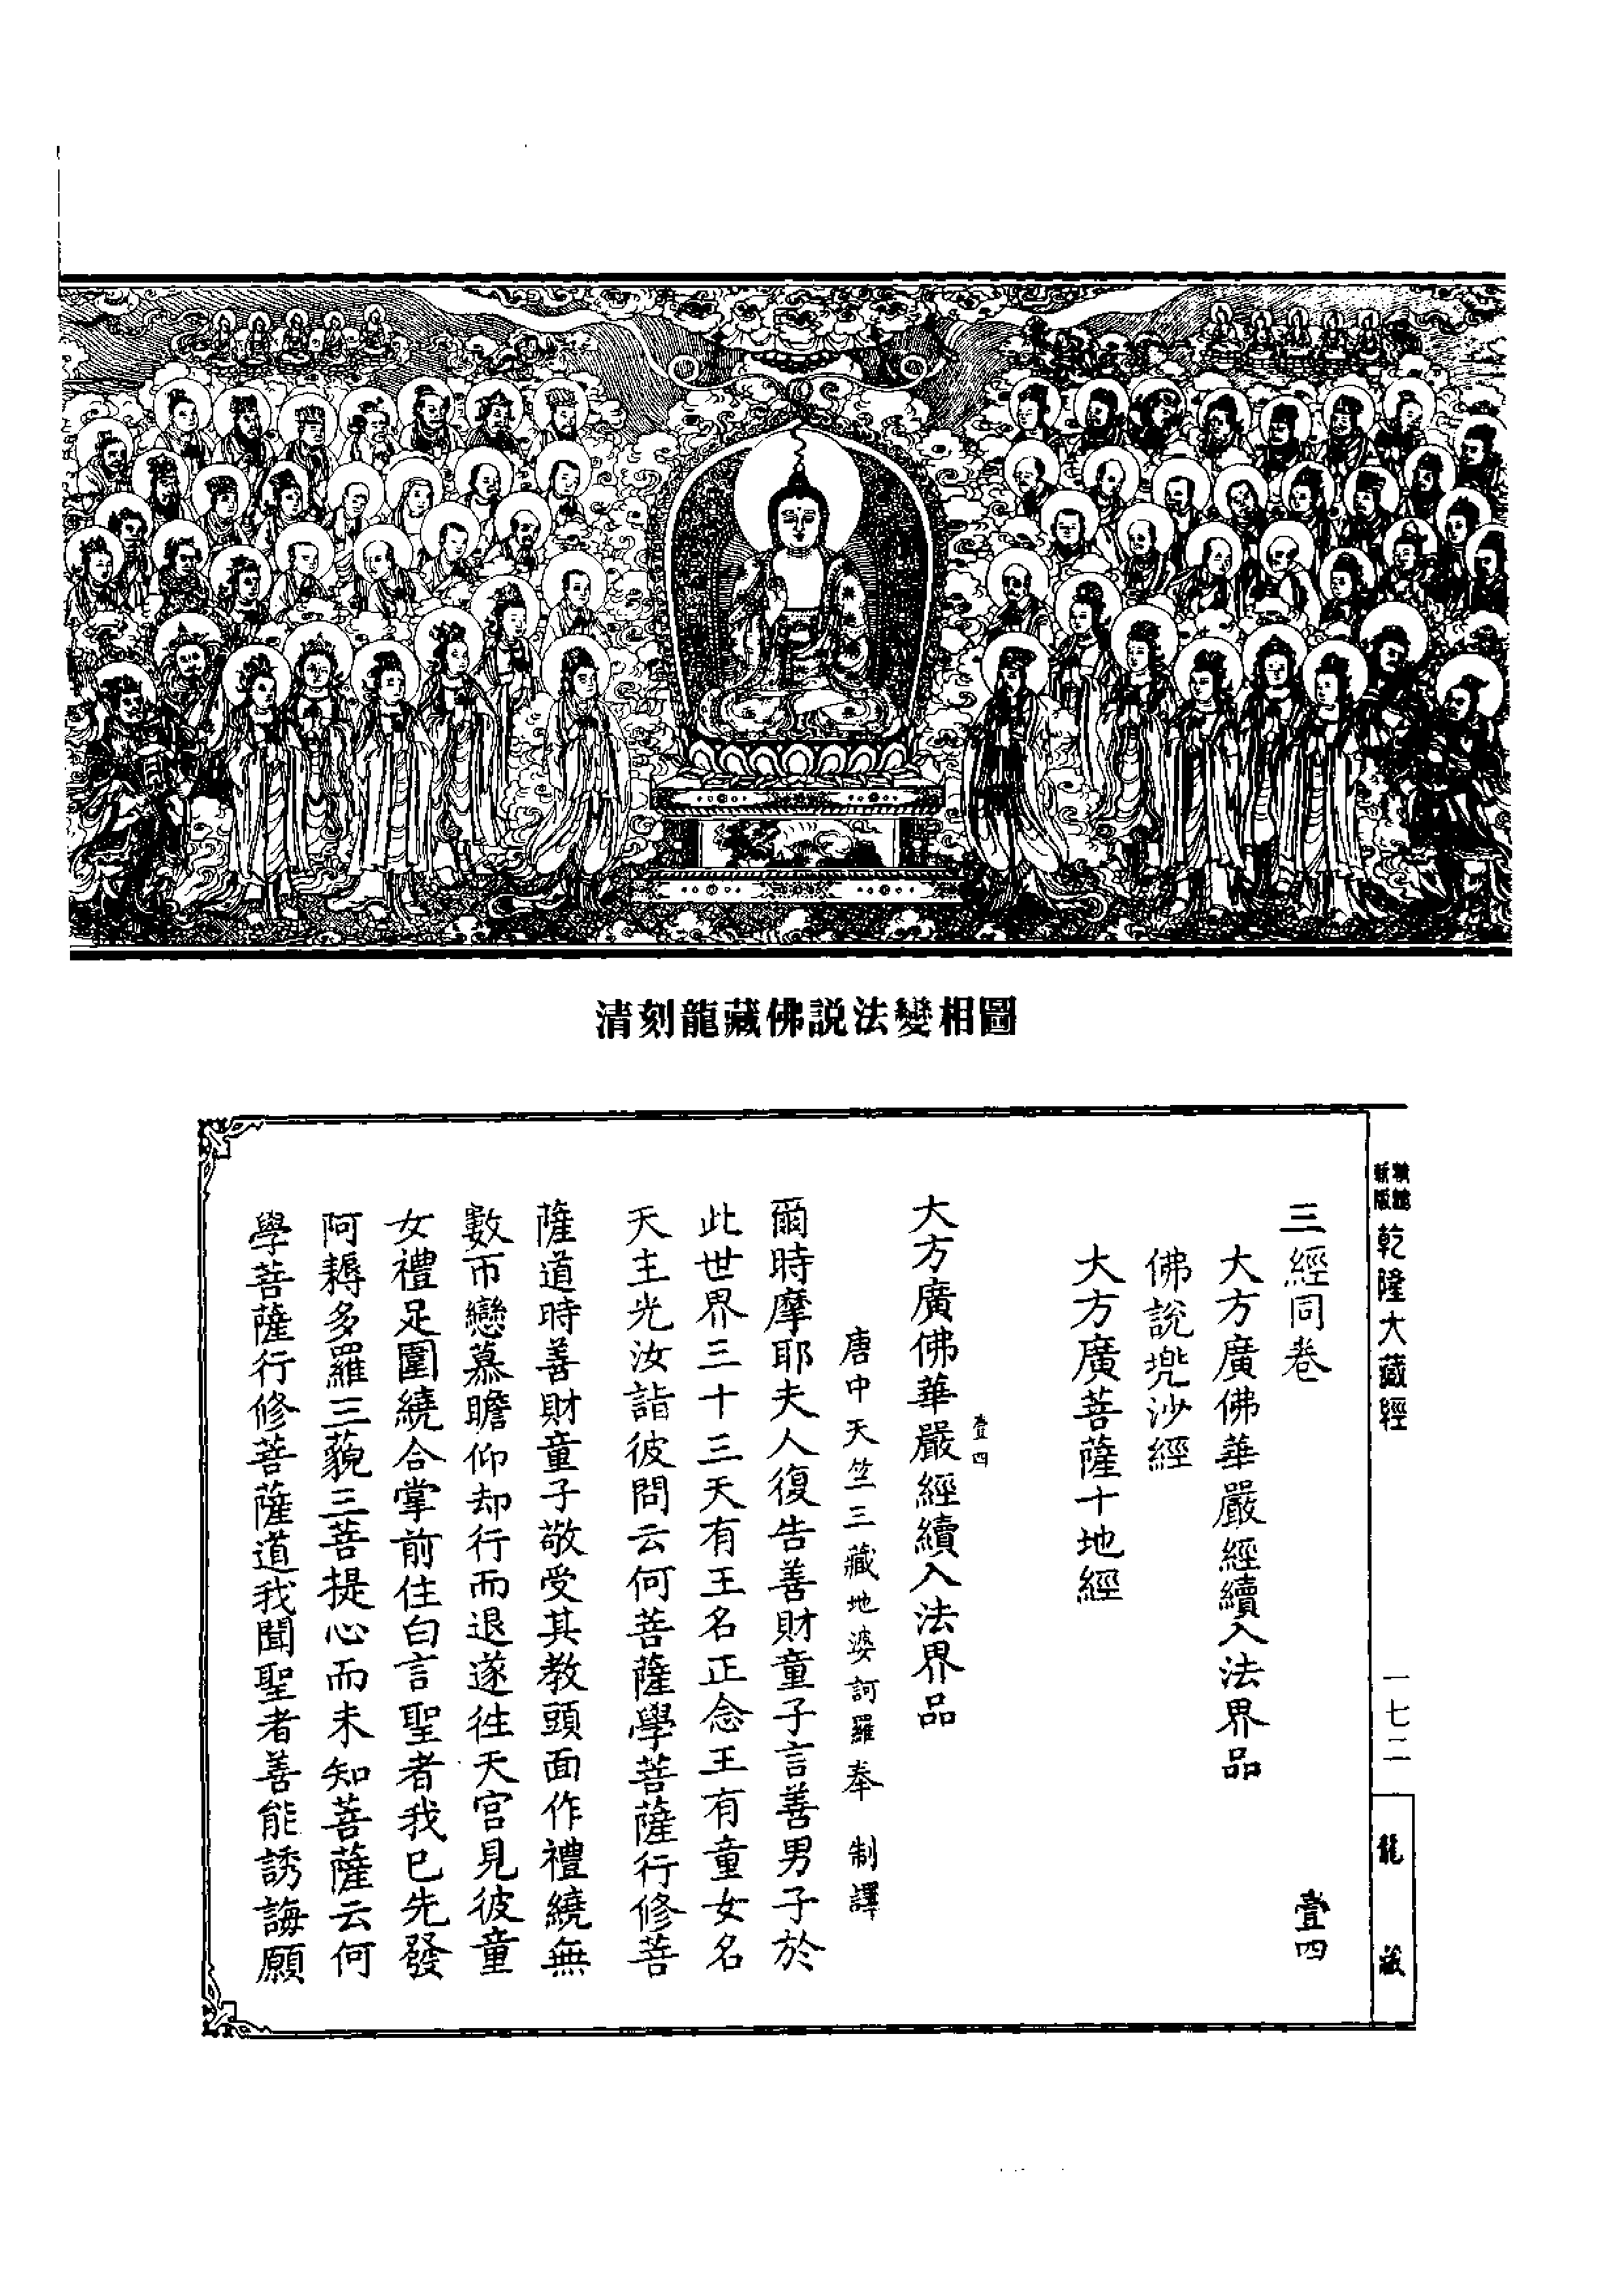 清刻龍藏佛説法變相圖
新版
乾隆大藏經
一七二
龍藏
三經同卷
壹四
大方廣佛華嚴經續入法界品
佛說兠沙經
大方廣菩薩十地經
壹四
大方廣佛華嚴經續入法界品
唐中天竺三藏地婆訶羅奉 制譯
爾時摩耶夫人復告善財童子言善男子於
此世界三十三天有王名正念王有童女名
天主光汝詣彼問云何菩薩學菩薩行修菩
薩道時善財童子敬受其教頭面作禮繞無
數帀戀慕瞻仰却行而退遂往天宮見彼童
女禮足圍繞合掌前住白言聖者我已先發
阿耨多羅三藐三菩提心而未知菩薩云何
學菩薩行修菩薩道我聞聖者善能誘誨願